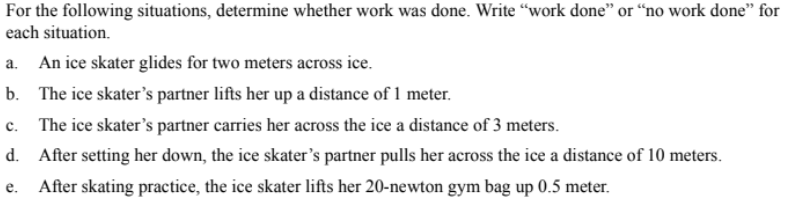 For the following situations, determine whether work was done. Write “work done” or “no work done” for
each situation.
a. An ice skater glides for two meters across ice.
b. The ice skater’s partner lifts her up a distance of 1 meter.
c. The ice skater’s partner carries her across the ice a distance of 3 meters.
d. After setting her down, the ice skater’s partner pulls her across the ice a distance of 10 meters.
e. After skating practice, the ice skater lifts her 20-newton gym bag up 0.5 meter.